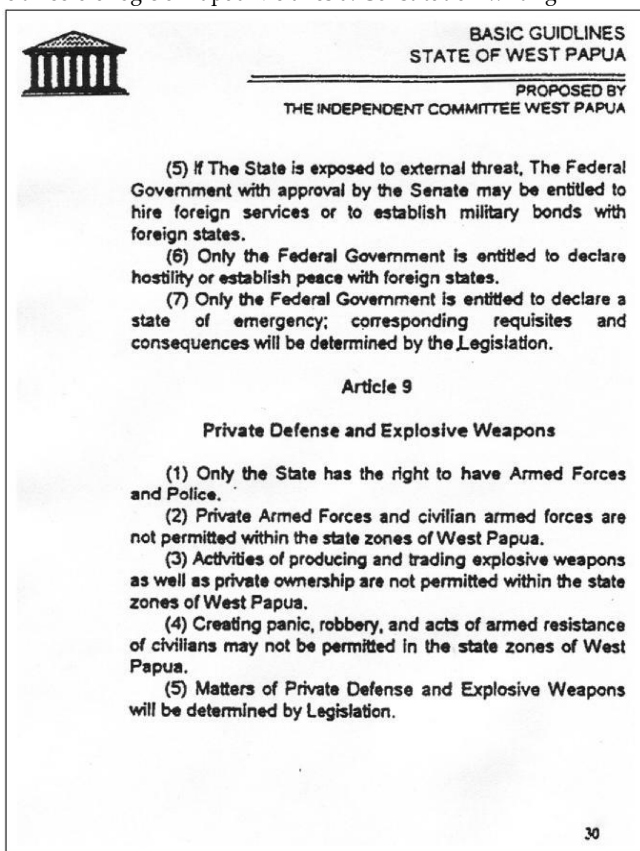 BASIC GUIDLINES
STATE OF WEST PAPUA
PROPOSED BY
THE INDEPENDENT COMMITTEE WEST PAPUA
(5) If The State is exposed to external threat, The Federal
Government with approval by the Senate may be entitled to
hire foreign services or to establish military bonds with
foreign states.
(6) Only the Federal Government is entitled to declare
hostility or establish peace with foreign states.
(7) Only the Federal Government is entitled to declare a
state of emergency; corresponding requisites and
consequences will be determined by the Legislation.
Article 9
Private Defense and Explosive Weapons
(1) Only the State has the right to have Armed Forces
and Police.
(2) Private Armed Forces and civilian armed forces are
not permitted within the state zones of West Papua.
(3) Activities of producing and trading explosive weapons
as well as private ownership are not permitted within the state
zones of West Papua.
(4) Creating panic, robbery, and acts of armed resistance
of civilians may not be permitted in the state zones of West
Papua.
(5) Matters of Private Defense and Explosive Weapons
will be determined by Legislation.
30